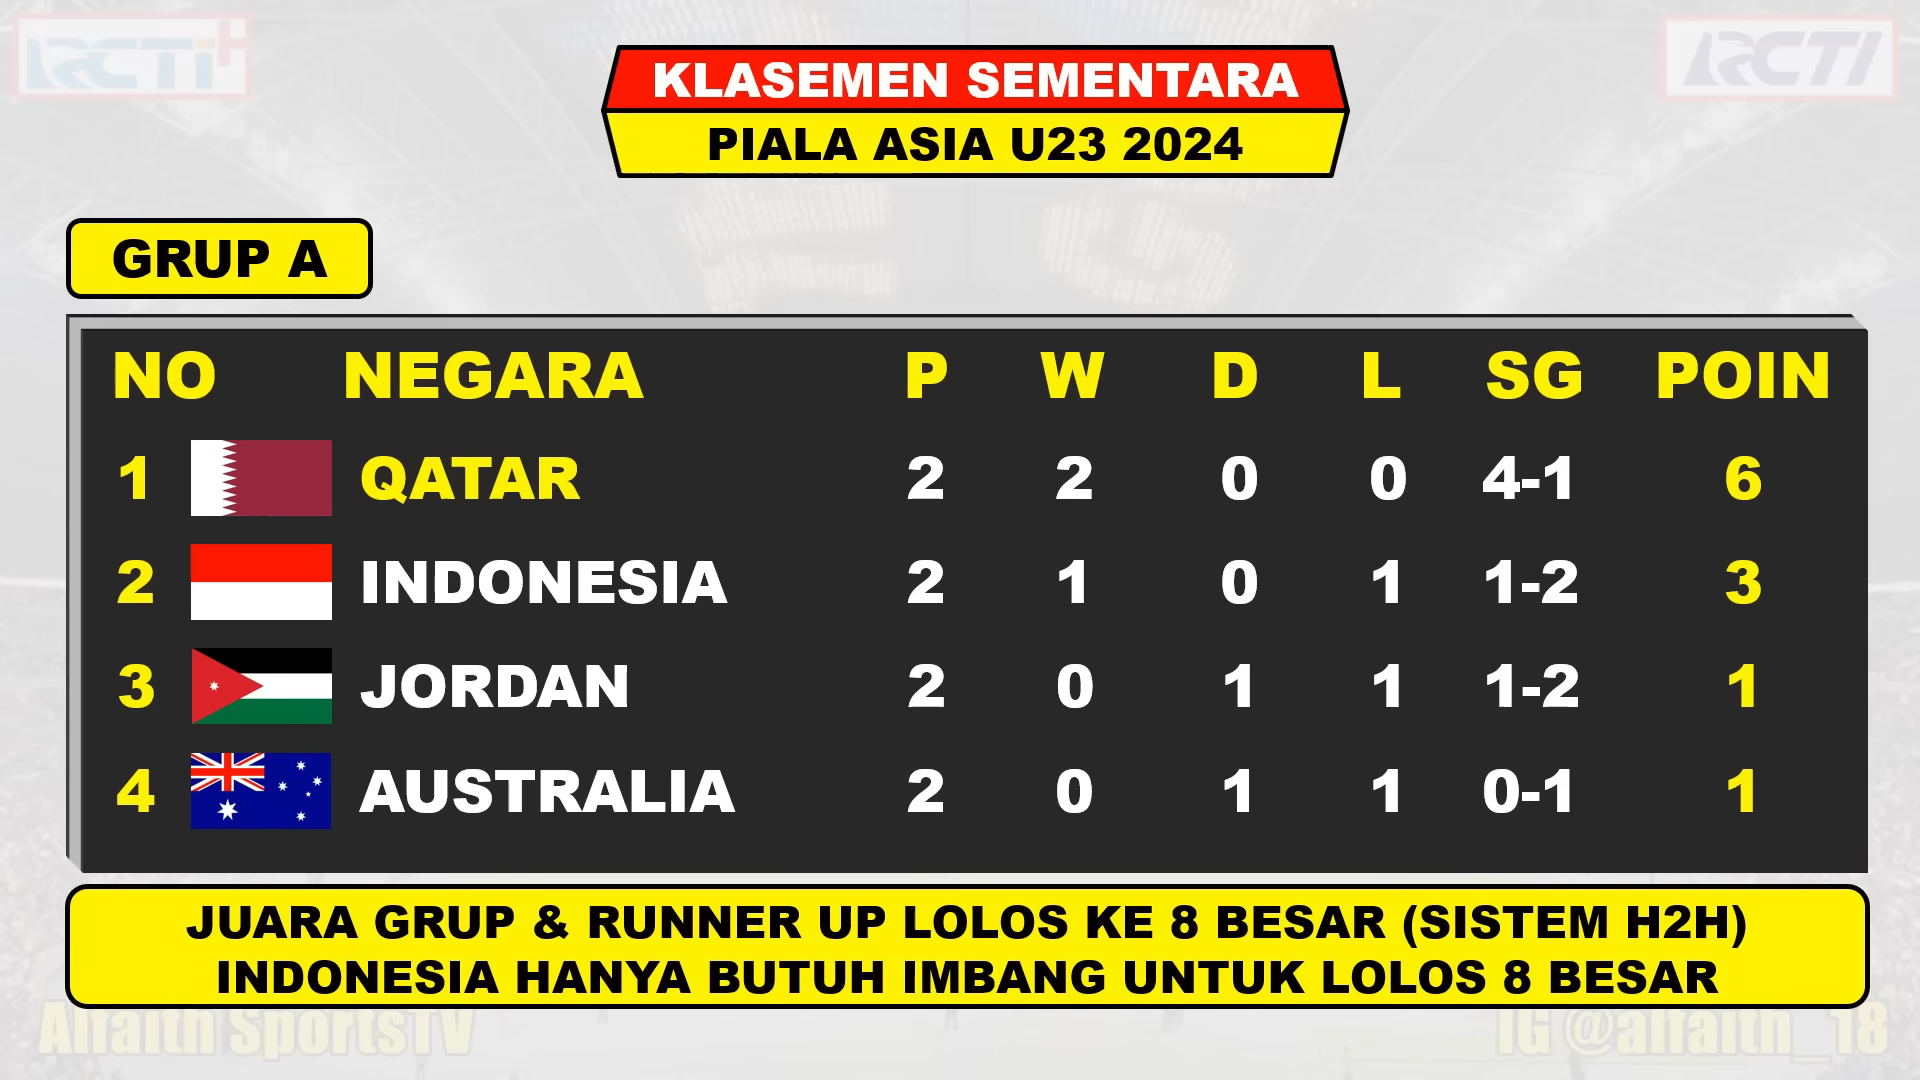 RCTI+
RCTI
KLASEMEN SEMENTARA
PIALA ASIA U23 2024
GRUP A
NO NEGARA P W D L SG POIN
1 QATAR 2 2 0 0 4-1 6
2 INDONESIA 2 1 0 1 1-2 3
3 JORDAN 2 0 1 1 1-2 1
4 AUSTRALIA 2 0 1 1 0-1 1
JUARA GRUP & RUNNER UP LOLOS KE 8 BESAR (SISTEM H2H)
INDONESIA HANYA BUTUH IMBANG UNTUK LOLOS 8 BESAR
Alfaith SportsTV
IG @alfaith_18